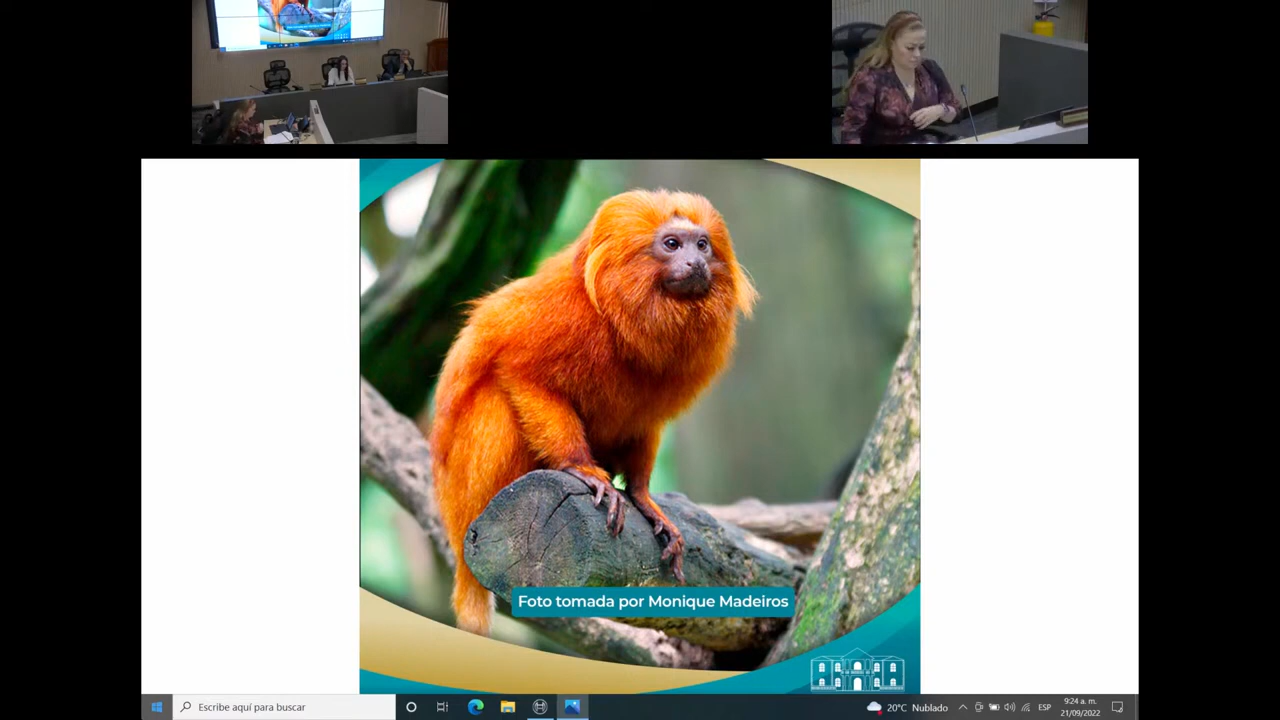 Foto tomada por Monique Madeiros
Escribe aquí para buscar
20°C Nublado
ESP
9:24 a. m.
21/09/2022